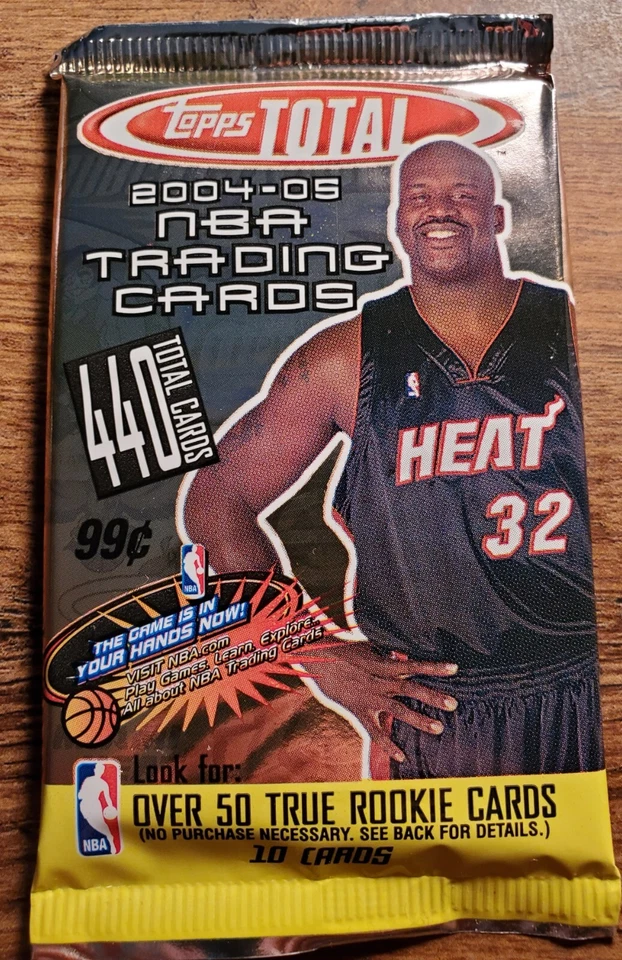 Topps TOTAL™
2004-05
NBA
TRADING
CARDS
440
TOTAL CARDS
99¢
HEAT
32
NBA
THE GAME IS IN
YOUR HANDS NOW!
VISIT NBA.com
Play Games. Learn. Explore.
All about NBA Trading Cards
Look for:
NBA
OVER 50 TRUE ROOKIE CARDS
(NO PURCHASE NECESSARY. SEE BACK FOR DETAILS.)
10 CARDS